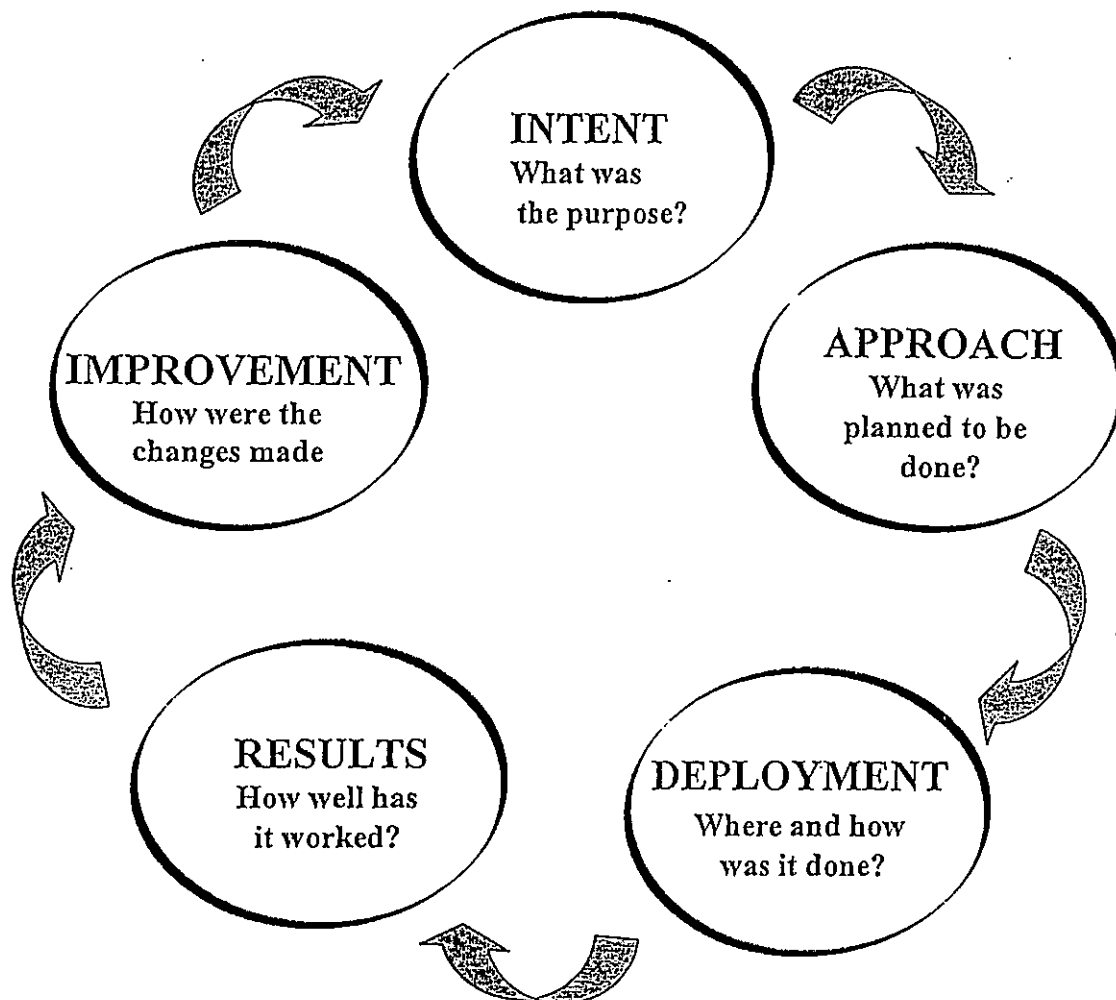 INTENT
What was
the purpose?
APPROACH
What was
planned to be
done?
DEPLOYMENT
Where and how
was it done?
RESULTS
How well has
it worked?
IMPROVEMENT
How were the
changes made